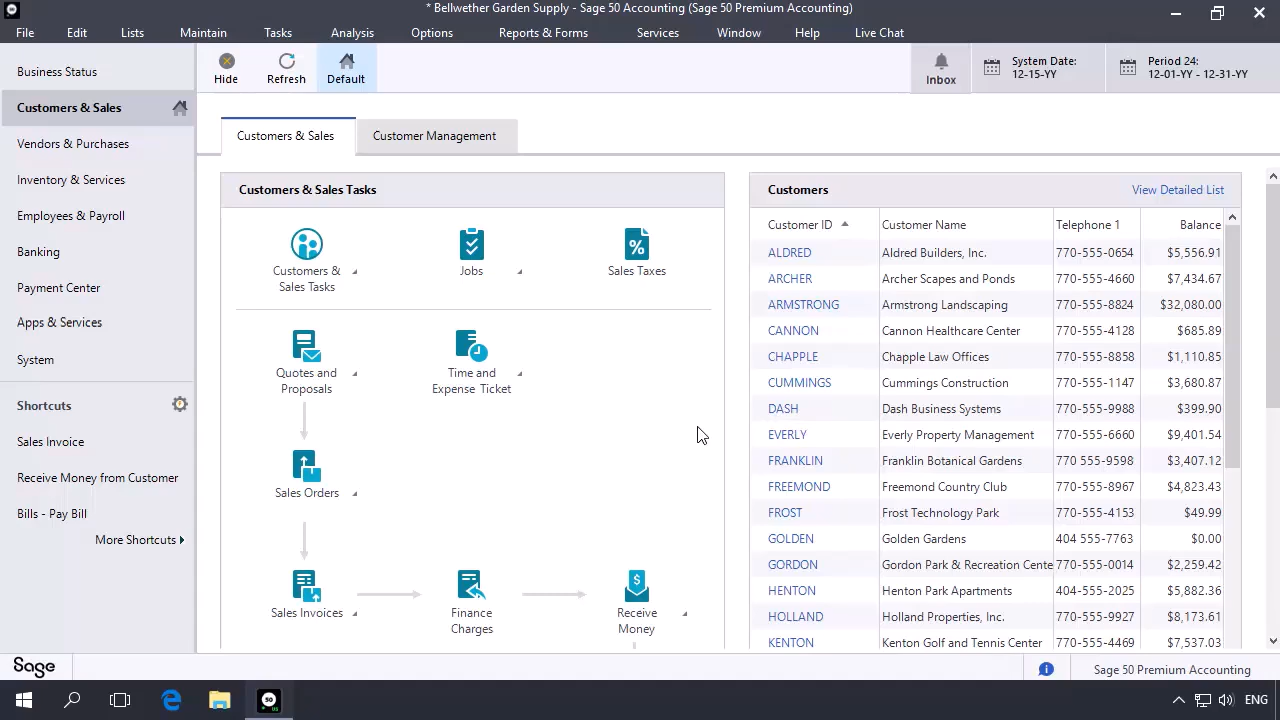 * Bellwether Garden Supply - Sage 50 Accounting (Sage 50 Premium Accounting)
File Edit Lists Maintain Tasks Analysis Options Reports & Forms Services Window Help Live Chat
Business Status
Customers & Sales
Vendors & Purchases
Inventory & Services
Employees & Payroll
Banking
Payment Center
Apps & Services
System
Shortcuts
Sales Invoice
Receive Money from Customer
Bills - Pay Bill
More Shortcuts
Hide Refresh Default
Inbox
System Date:
12-15-YY
Period 24:
12-01-YY - 12-31-YY
Customers & Sales Customer Management
Customers & Sales Tasks
Customers &
Sales Tasks
Jobs
Sales Taxes
Quotes and
Proposals
Time and
Expense Ticket
Sales Orders
Sales Invoices
Finance
Charges
Receive
Money
Customers View Detailed List
Customer ID Customer Name Telephone 1 Balance
ALDRED Aldred Builders, Inc. 770-555-0654 $5,556.91
ARCHER Archer Scapes and Ponds 770-555-4660 $7,434.67
ARMSTRONG Armstrong Landscaping 770-555-8824 $32,080.00
CANNON Cannon Healthcare Center 770-555-4128 $685.89
CHAPPLE Chapple Law Offices 770-555-8858 $1,110.85
CUMMINGS Cummings Construction 770-555-1147 $3,680.87
DASH Dash Business Systems 770-555-9988 $399.90
EVERLY Everly Property Management 770-555-6660 $9,401.54
FRANKLIN Franklin Botanical Gardens 770 555-9598 $3,407.12
FREEMOND Freemond Country Club 770-555-8967 $4,823.43
FROST Frost Technology Park 770-555-4153 $49.99
GOLDEN Golden Gardens 404 555-7763 $0.00
GORDON Gordon Park & Recreation Cente 770-555-0014 $2,259.42
HENTON Henton Park Apartments 404-555-2025 $5,882.36
HOLLAND Holland Properties, Inc. 770-555-9927 $8,173.61
KENTON Kenton Golf and Tennis Center 770-555-4469 $7,537.03
Sage
Sage 50 Premium Accounting
50
US
ENG